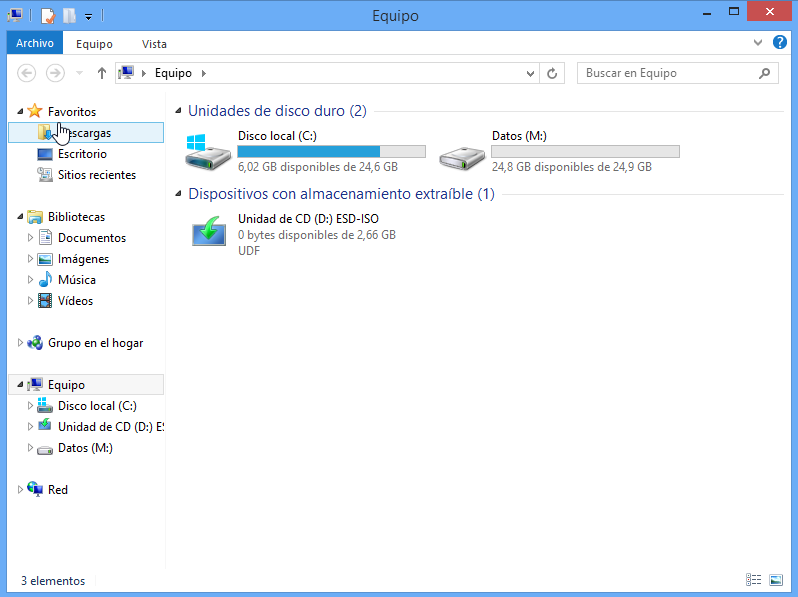 Equipo
Archivo Equipo Vista
Equipo Buscar en Equipo
Favoritos
Descargas
Escritorio
Sitios recientes
Bibliotecas
Documentos
Imágenes
Música
Vídeos
Grupo en el hogar
Equipo
Disco local (C:)
Unidad de CD (D:) ES
Datos (M:)
Red
Unidades de disco duro (2)
Disco local (C:)
6,02 GB disponibles de 24,6 GB
Datos (M:)
24,8 GB disponibles de 24,9 GB
Dispositivos con almacenamiento extraíble (1)
Unidad de CD (D:) ESD-ISO
0 bytes disponibles de 2,66 GB
UDF
3 elementos